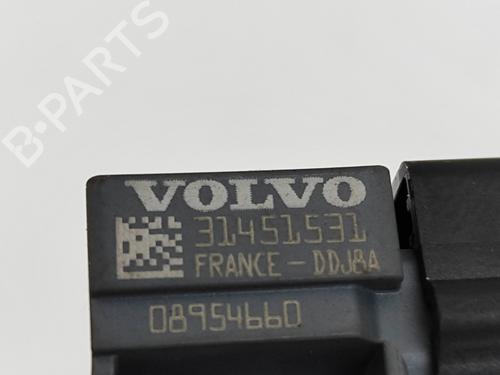 B-PARTS
VOLVO
31451531
FRANCE - DDJ8A
08954660